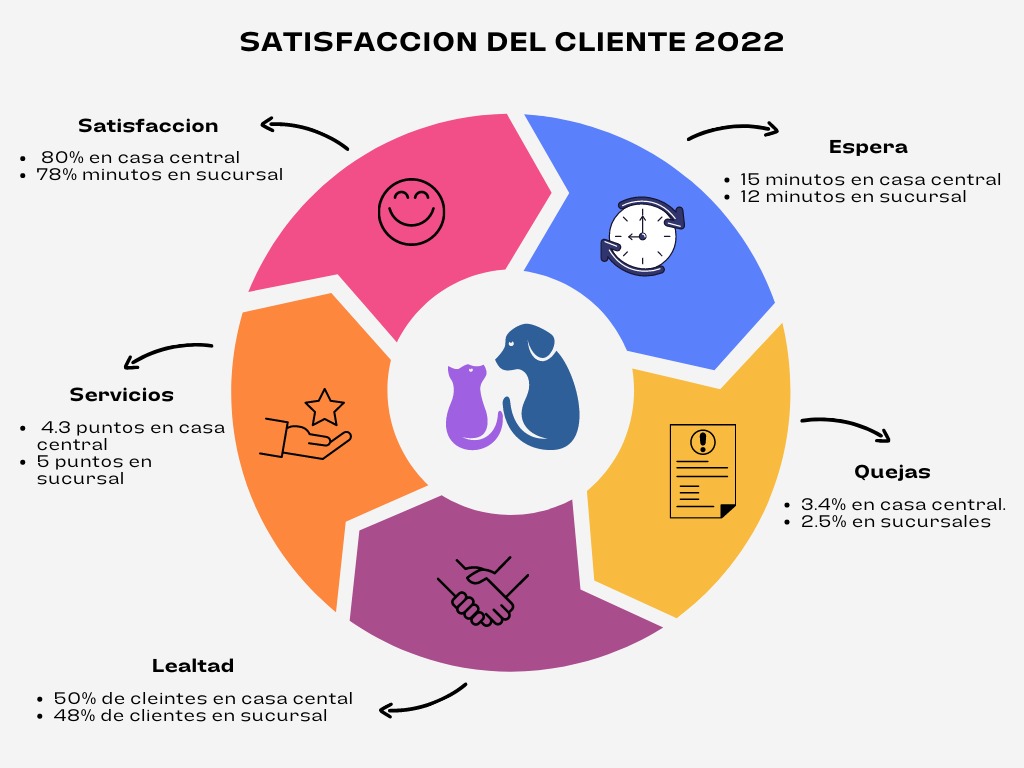 SATISFACCION DEL CLIENTE 2022
Satisfaccion
• 80% en casa central
• 78% minutos en sucursal
Espera
• 15 minutos en casa central
• 12 minutos en sucursal
Servicios
• 4.3 puntos en casa
central
• 5 puntos en
sucursal
Quejas
• 3.4% en casa central.
• 2.5% en sucursales
Lealtad
• 50% de cleintes en casa cental
• 48% de clientes en sucursal